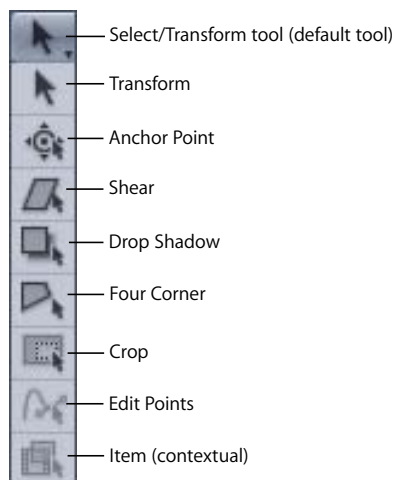 Select/Transform tool (default tool)
Transform
Anchor Point
Shear
Drop Shadow
Four Corner
Crop
Edit Points
Item (contextual)